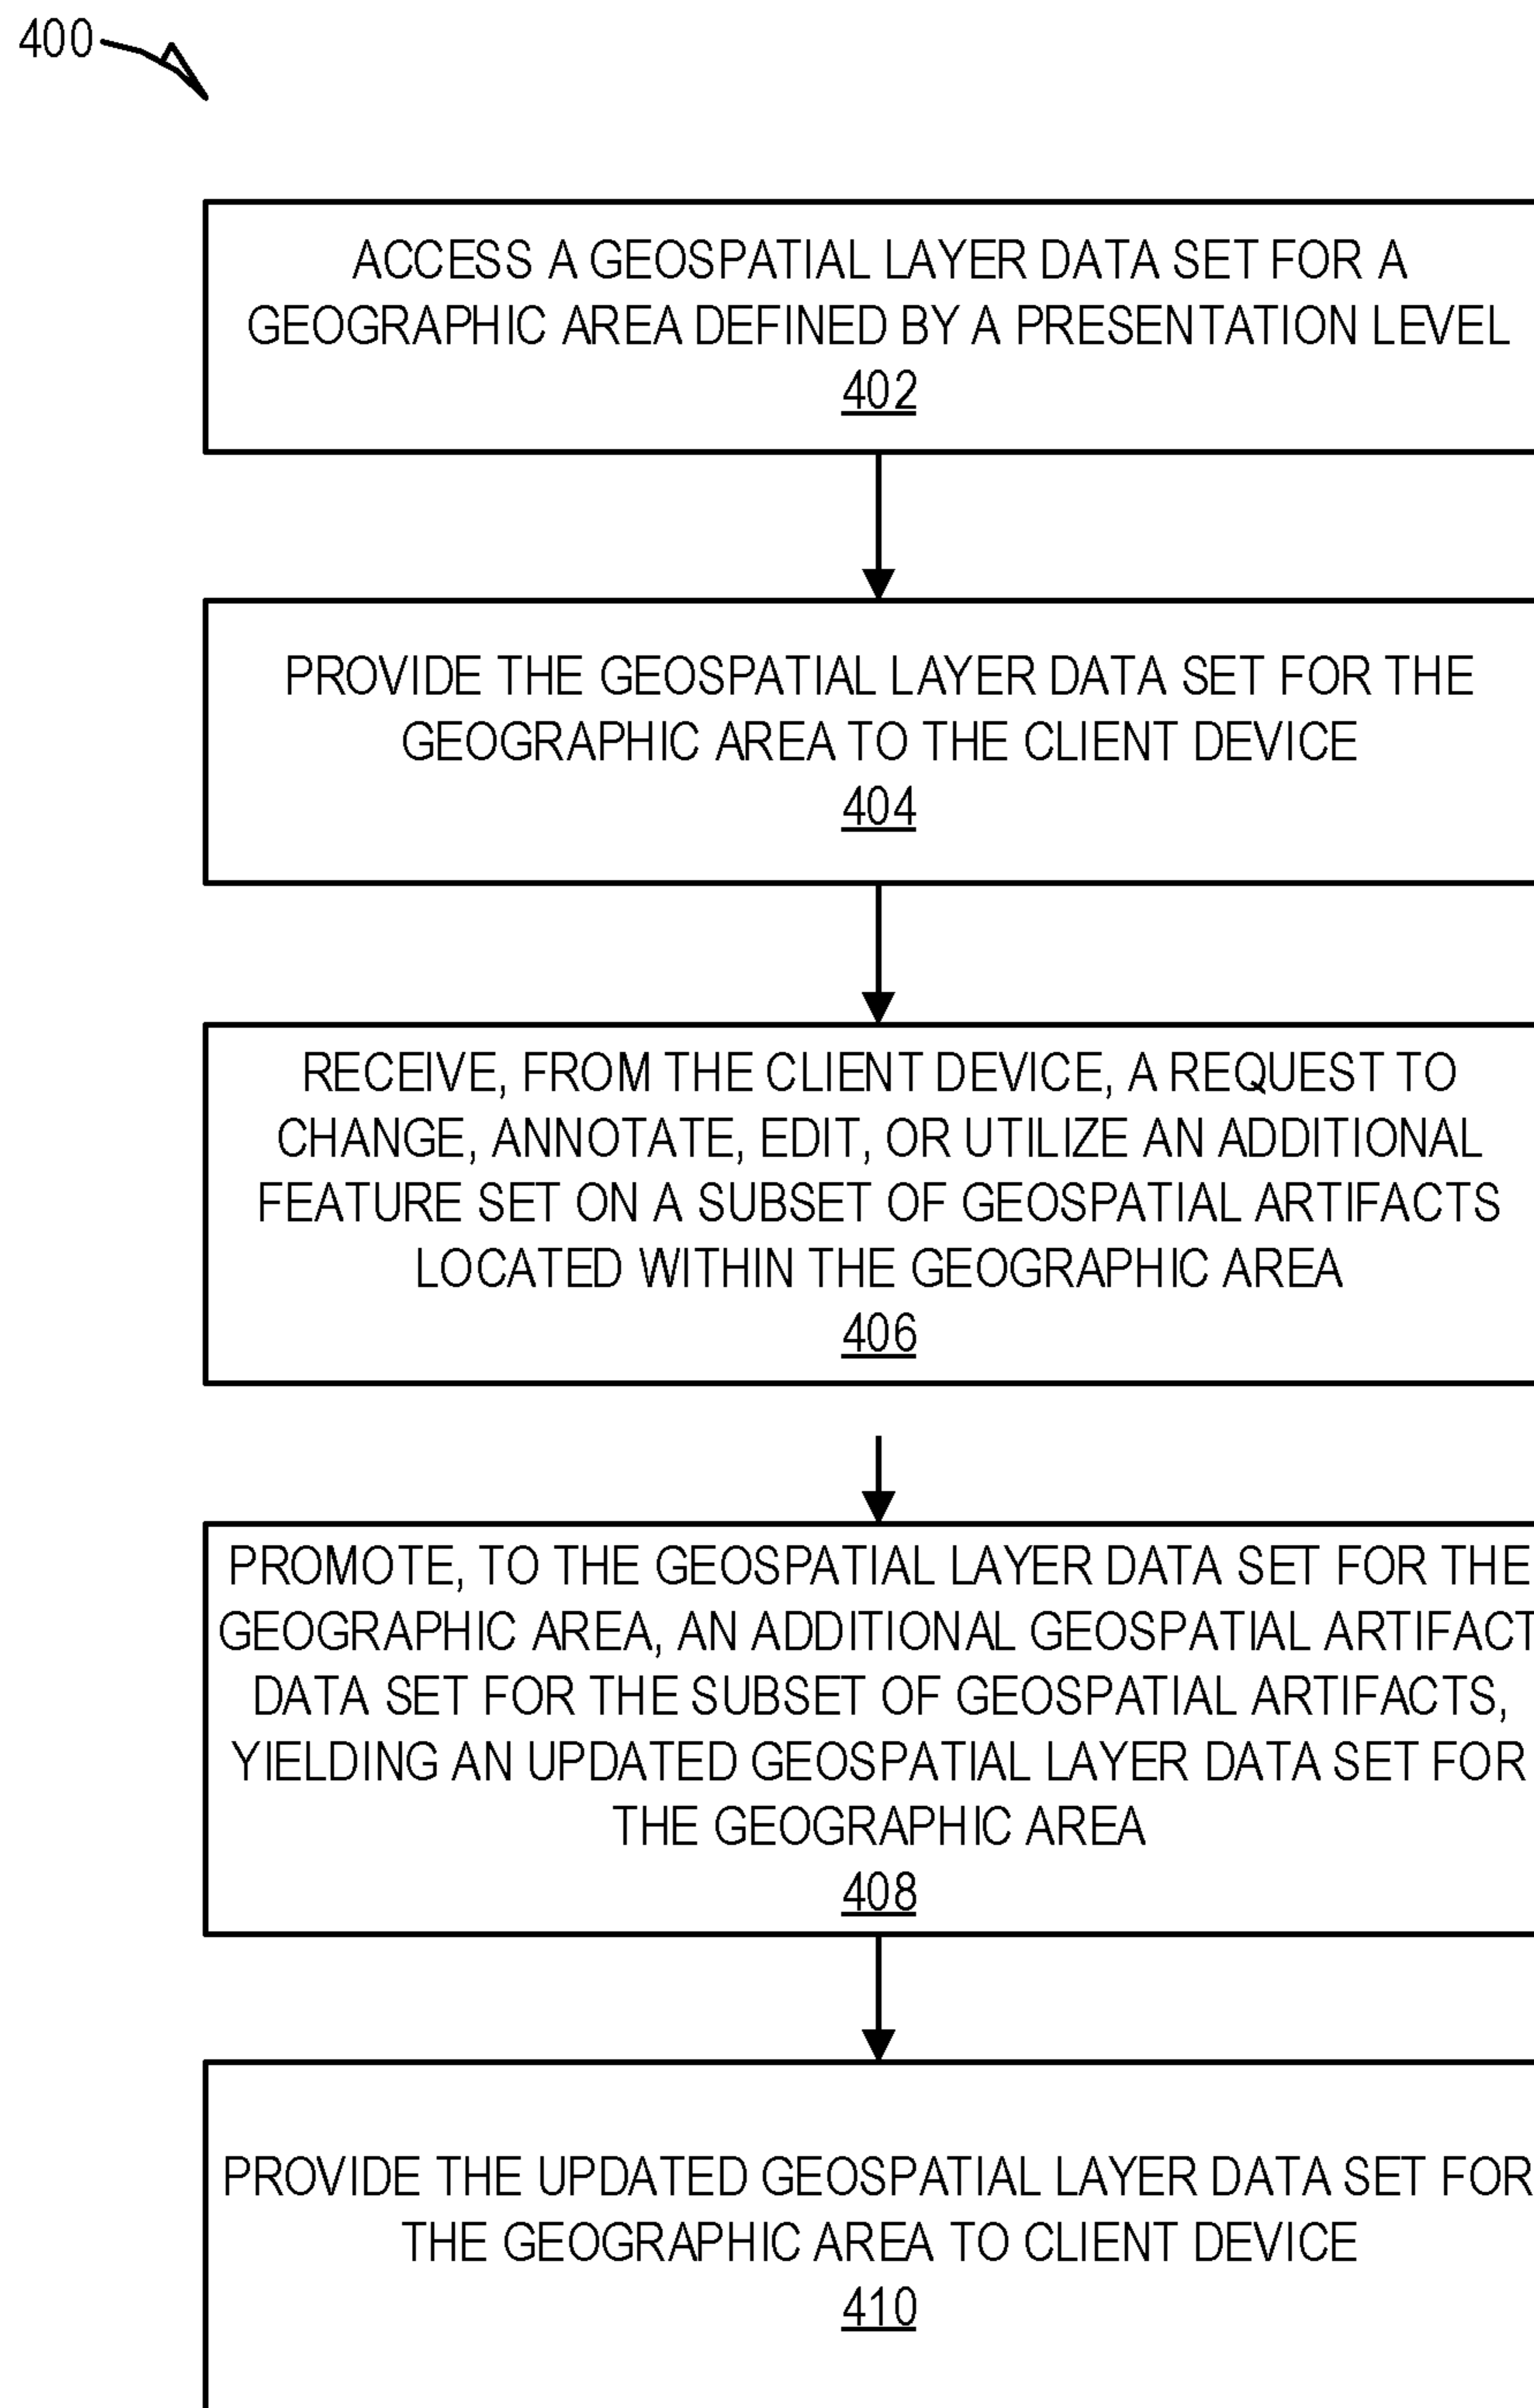 400
ACCESS A GEOSPATIAL LAYER DATA SET FOR A
GEOGRAPHIC AREA DEFINED BY A PRESENTATION LEVEL
402
PROVIDE THE GEOSPATIAL LAYER DATA SET FOR THE
GEOGRAPHIC AREA TO THE CLIENT DEVICE
404
RECEIVE, FROM THE CLIENT DEVICE, A REQUEST TO
CHANGE, ANNOTATE, EDIT, OR UTILIZE AN ADDITIONAL
FEATURE SET ON A SUBSET OF GEOSPATIAL ARTIFACTS
LOCATED WITHIN THE GEOGRAPHIC AREA
406
PROMOTE, TO THE GEOSPATIAL LAYER DATA SET FOR THE
GEOGRAPHIC AREA, AN ADDITIONAL GEOSPATIAL ARTIFACT
DATA SET FOR THE SUBSET OF GEOSPATIAL ARTIFACTS,
YIELDING AN UPDATED GEOSPATIAL LAYER DATA SET FOR
THE GEOGRAPHIC AREA
408
PROVIDE THE UPDATED GEOSPATIAL LAYER DATA SET FOR
THE GEOGRAPHIC AREA TO CLIENT DEVICE
410